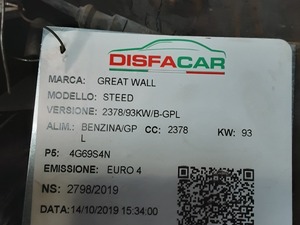 DISFACAR
MARCA: GREAT WALL
MODELLO: STEED
VERSIONE: 2378/93KW/B-GPL
ALIM.: BENZINA/GP CC: 2378 KW: 93
L
P5: 4G69S4N
EMISSIONE: EURO 4
NS: 2798/2019
DATA: 14/10/2019 15:34:00